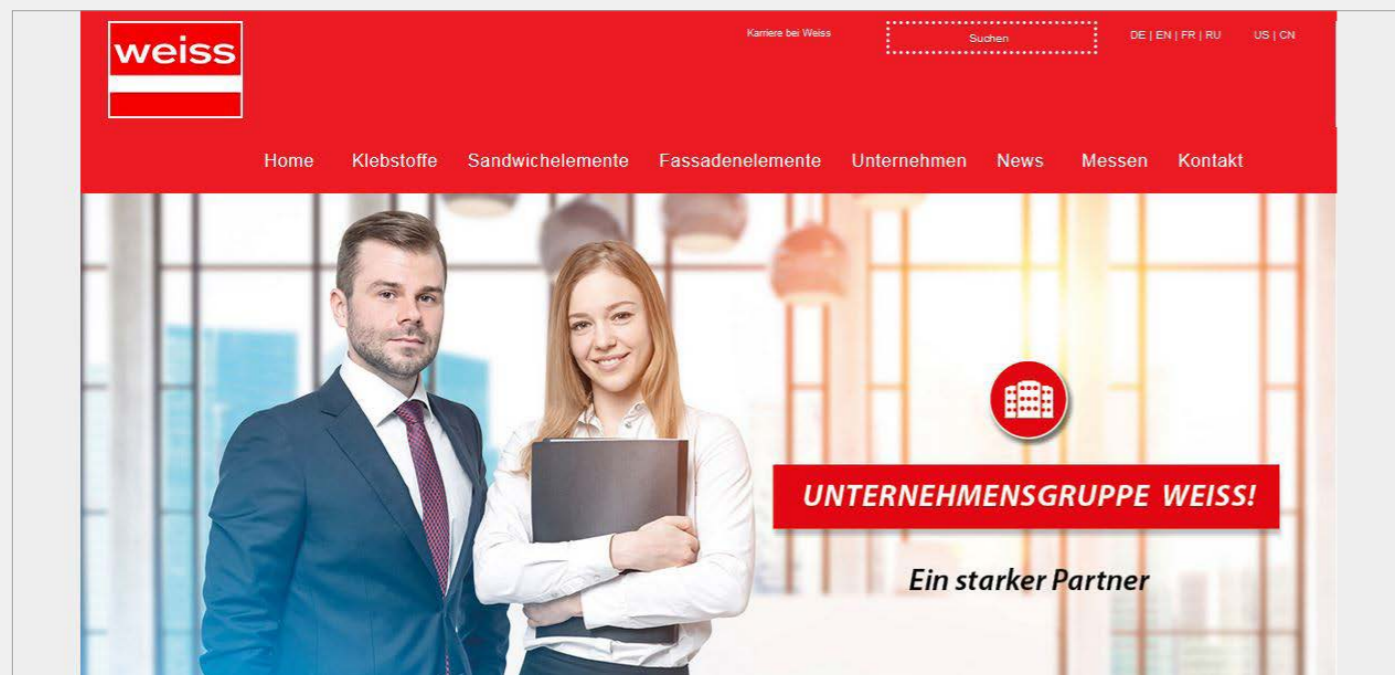 weiss
Karriere bei Weiss
Suchen
DE | EN | FR | RU
US | CN
Home Klebstoffe Sandwichelemente Fassadenelemente Unternehmen News Messen Kontakt
UNTERNEHMENSGRUPPE WEISS!
Ein starker Partner